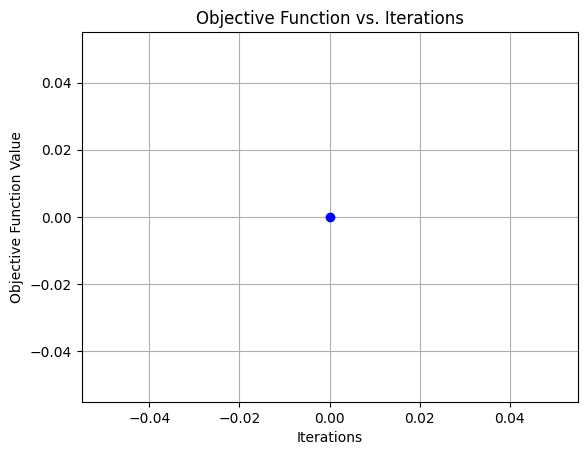 Objective Function vs. Iterations
0.04
0.02
0.00
−0.02
−0.04
Objective Function Value
−0.04 −0.02 0.00 0.02 0.04
Iterations